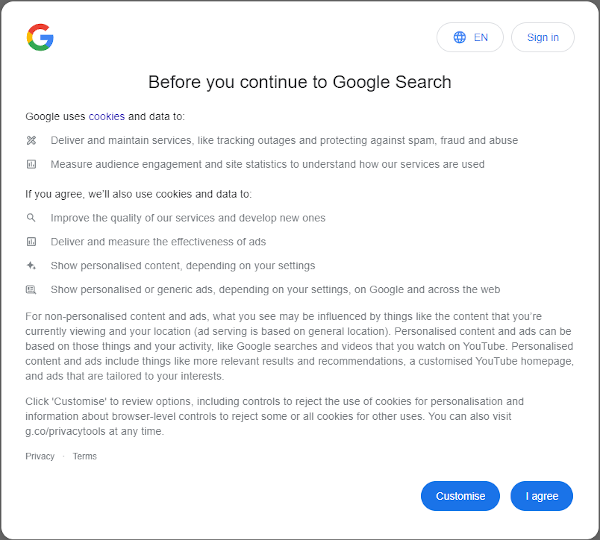 EN
Sign in
Before you continue to Google Search
Google uses cookies and data to:
Deliver and maintain services, like tracking outages and protecting against spam, fraud and abuse
Measure audience engagement and site statistics to understand how our services are used
If you agree, we’ll also use cookies and data to:
Improve the quality of our services and develop new ones
Deliver and measure the effectiveness of ads
Show personalised content, depending on your settings
Show personalised or generic ads, depending on your settings, on Google and across the web
For non-personalised content and ads, what you see may be influenced by things like the content that you’re
currently viewing and your location (ad serving is based on general location). Personalised content and ads can be
based on those things and your activity, like Google searches and videos that you watch on YouTube. Personalised
content and ads include things like more relevant results and recommendations, a customised YouTube homepage,
and ads that are tailored to your interests.
Click 'Customise' to review options, including controls to reject the use of cookies for personalisation and
information about browser-level controls to reject some or all cookies for other uses. You can also visit
g.co/privacytools at any time.
Privacy · Terms
Customise
I agree